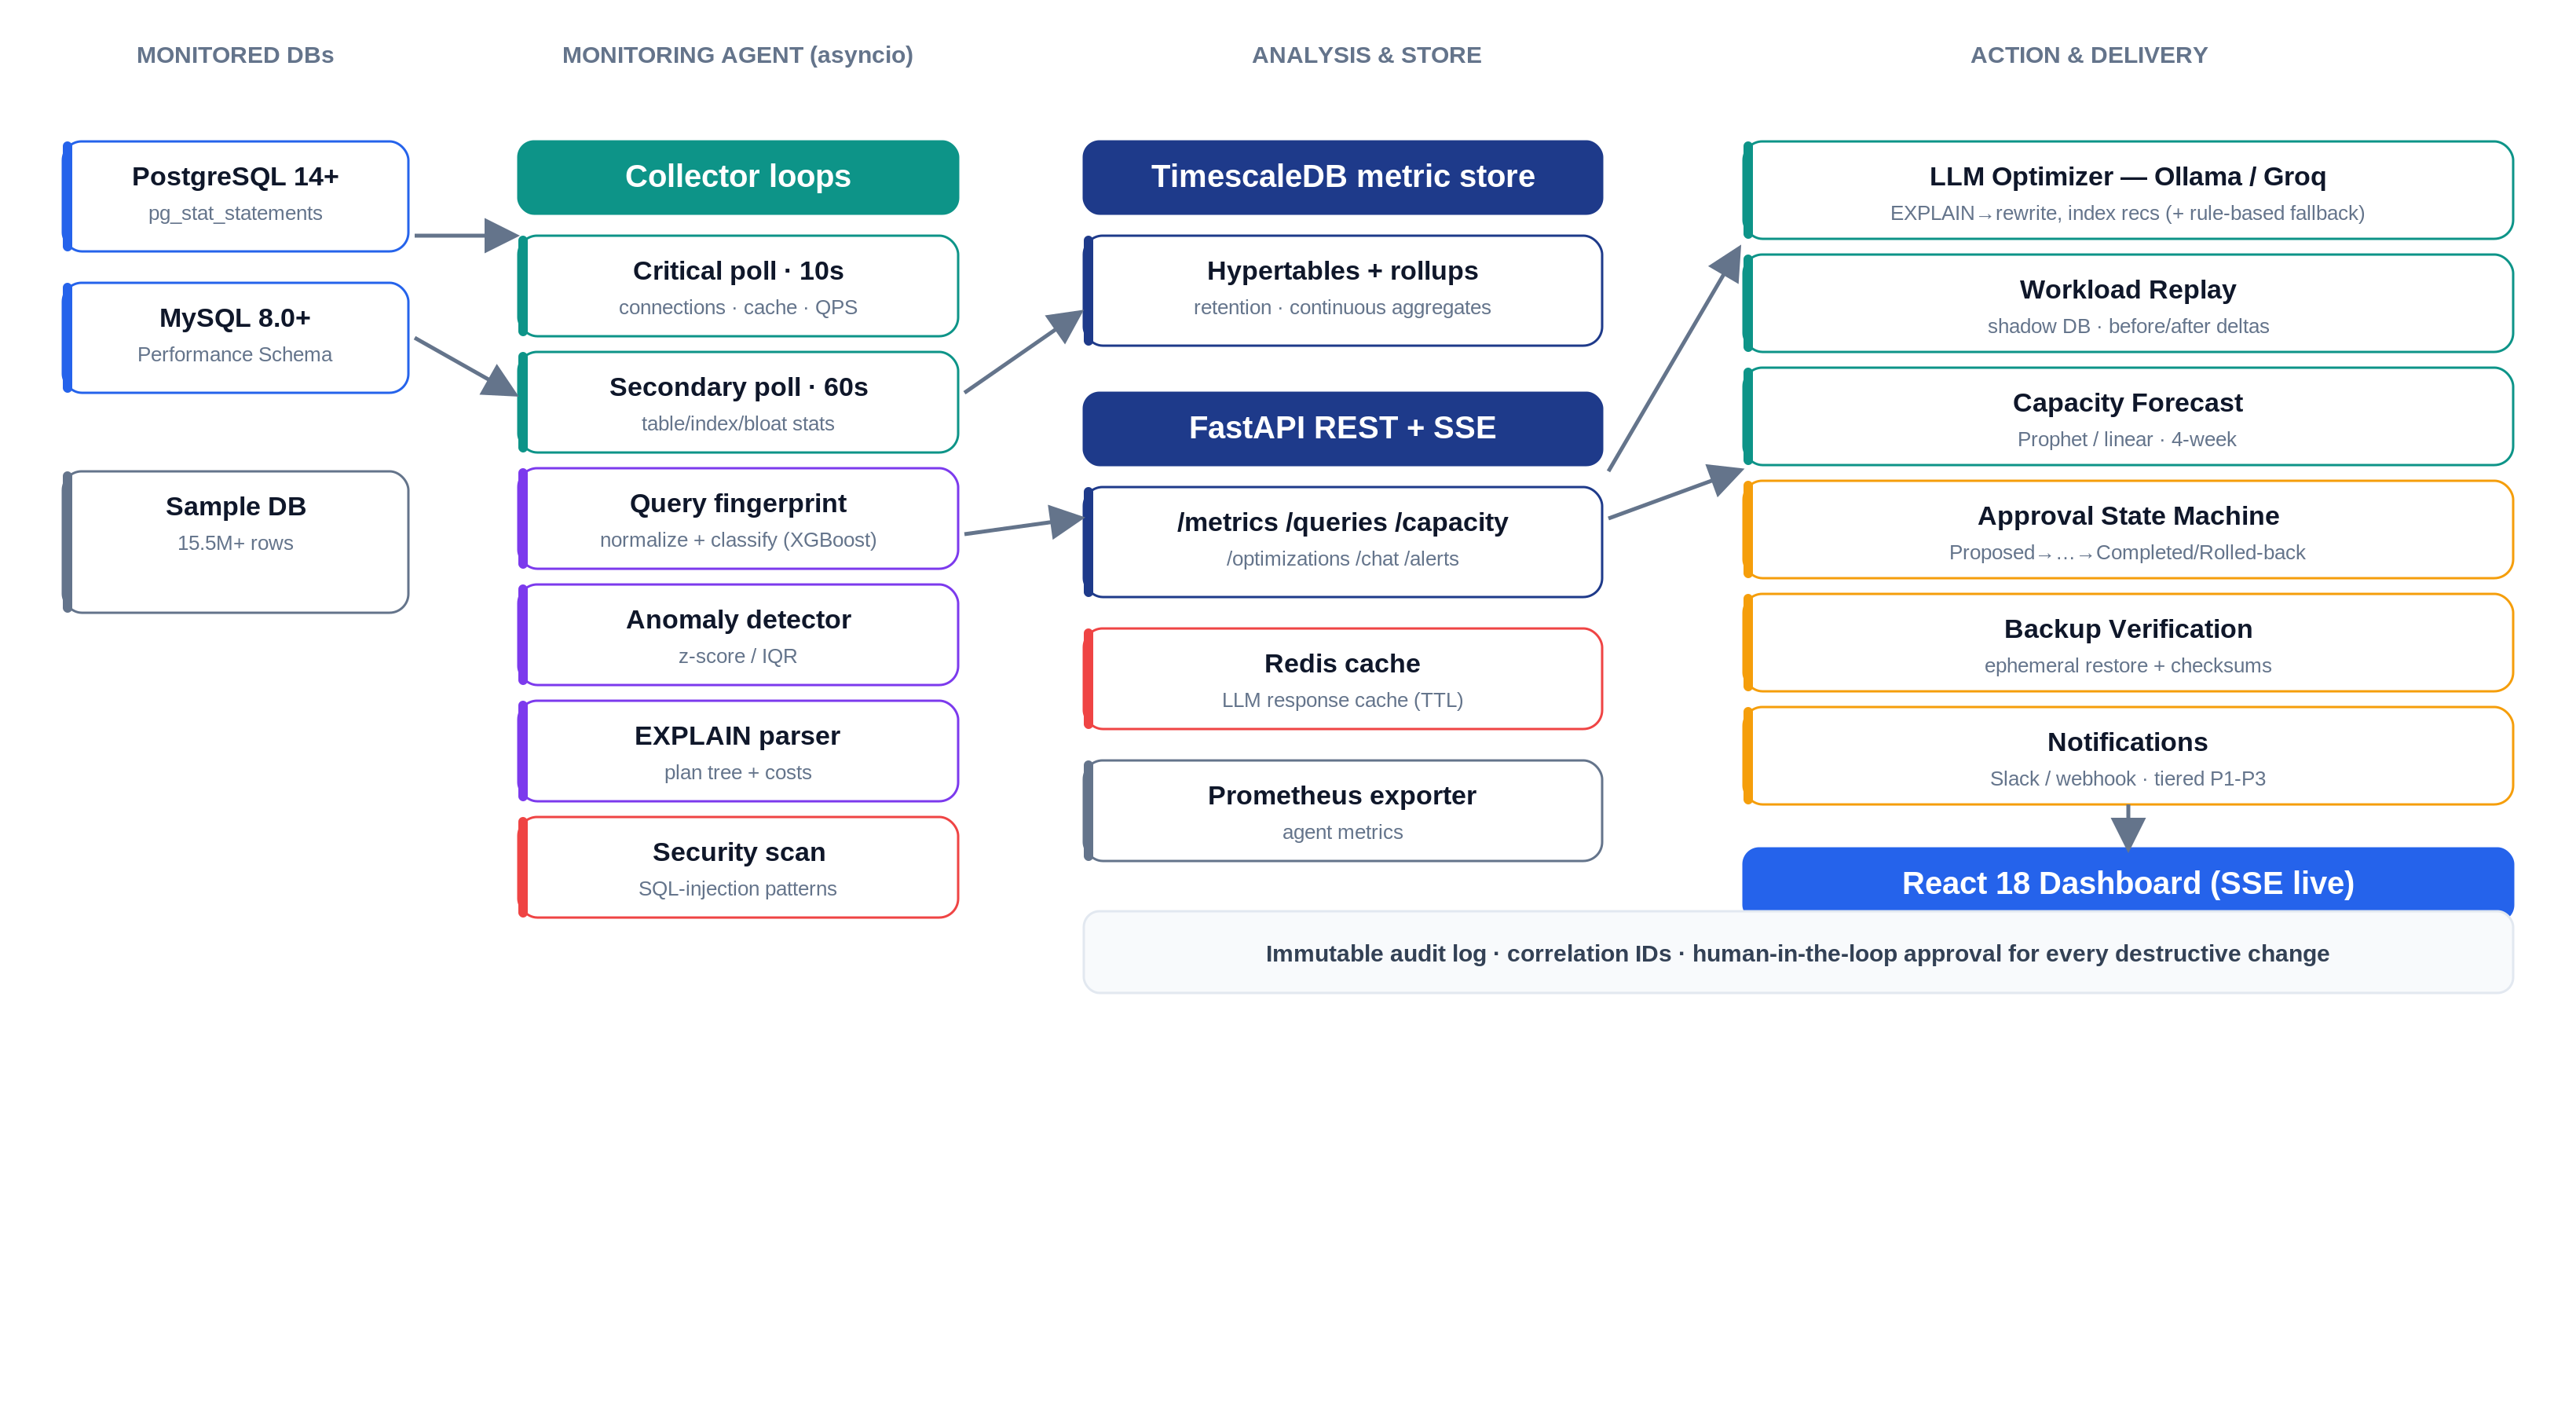 MONITORED DBs
PostgreSQL 14+
pg_stat_statements
MySQL 8.0+
Performance Schema
Sample DB
15.5M+ rows
MONITORING AGENT (asyncio)
Collector loops
Critical poll · 10s
connections · cache · QPS
Secondary poll · 60s
table/index/bloat stats
Query fingerprint
normalize + classify (XGBoost)
Anomaly detector
z-score / IQR
EXPLAIN parser
plan tree + costs
Security scan
SQL-injection patterns
ANALYSIS & STORE
TimescaleDB metric store
Hypertables + rollups
retention · continuous aggregates
FastAPI REST + SSE
/metrics /queries /capacity
/optimizations /chat /alerts
Redis cache
LLM response cache (TTL)
Prometheus exporter
agent metrics
ACTION & DELIVERY
LLM Optimizer — Ollama / Groq
EXPLAIN→rewrite, index recs (+ rule-based fallback)
Workload Replay
shadow DB · before/after deltas
Capacity Forecast
Prophet / linear · 4-week
Approval State Machine
Proposed→…→Completed/Rolled-back
Backup Verification
ephemeral restore + checksums
Notifications
Slack / webhook · tiered P1-P3
React 18 Dashboard (SSE live)
Immutable audit log · correlation IDs · human-in-the-loop approval for every destructive change